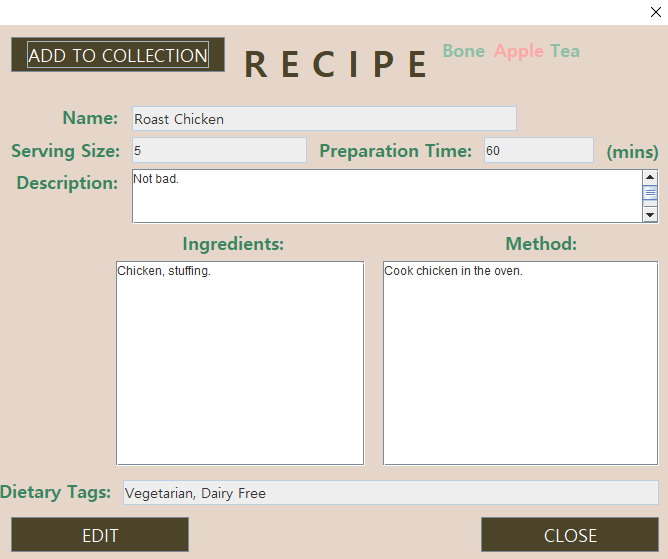 ADD TO COLLECTION
R E C I P E
Bone Apple Tea
Name: Roast Chicken
Serving Size: 5 Preparation Time: 60 (mins)
Description: Not bad.
Ingredients: Method:
Chicken, stuffing. Cook chicken in the oven.
Dietary Tags: Vegetarian, Dairy Free
EDIT CLOSE